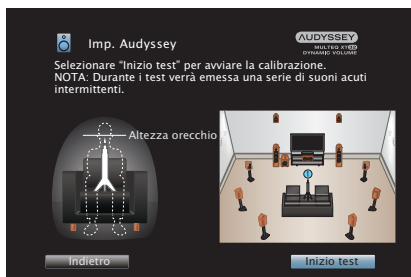 Imp. Audyssey
AUDYSSEY
MULTEQ XT32
DYNAMIC VOLUME
Selezionare “Inizio test” per avviare la calibrazione.
NOTA: Durante i test verrà emessa una serie di suoni acuti
intermittenti.
Altezza orecchio
Indietro
Inizio test